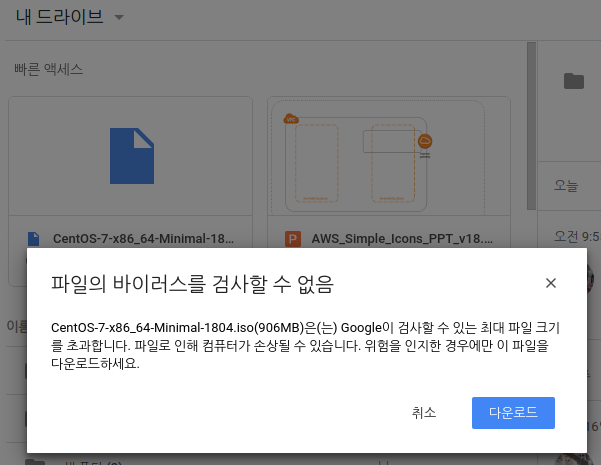 내 드라이브
빠른 액세스
CentOS-7-x86_64-Minimal-18...
AWS_Simple_Icons_PPT_v18....
오늘
오전 9:5
파일의 바이러스를 검사할 수 없음
CentOS-7-x86_64-Minimal-1804.iso(906MB)은(는) Google이 검사할 수 있는 최대 파일 크기
를 초과합니다. 파일로 인해 컴퓨터가 손상될 수 있습니다. 위험을 인지한 경우에만 이 파일을
다운로드하세요.
취소
다운로드